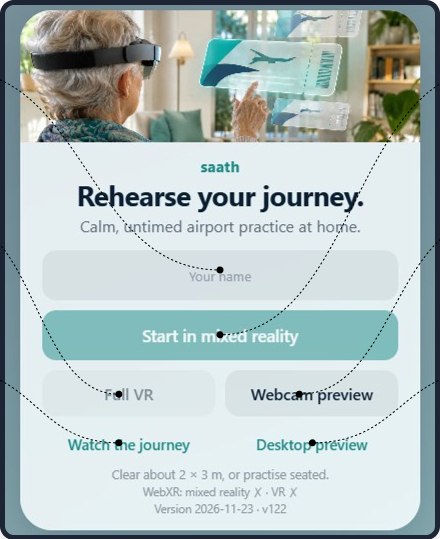 saath
Rehearse your journey.
Calm, untimed airport practice at home.
Your name
Start in mixed reality
Full VR
Webcam preview
Watch the journey
Desktop preview
Clear about 2 × 3 m, or practise seated.
WebXR: mixed reality ✗ · VR ✗
Version 2026-11-23 · v122